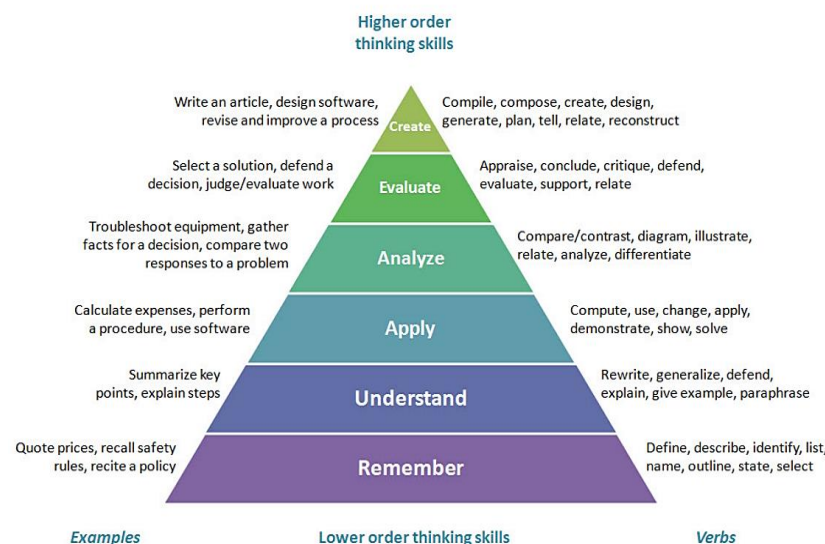 Higher order
thinking skills
Write an article, design software,
revise and improve a process
Create
Compile, compose, create, design,
generate, plan, tell, relate, reconstruct
Select a solution, defend a
decision, judge/evaluate work
Evaluate
Appraise, conclude, critique, defend,
evaluate, support, relate
Troubleshoot equipment, gather
facts for a decision, compare two
responses to a problem
Analyze
Compare/contrast, diagram, illustrate,
relate, analyze, differentiate
Calculate expenses, perform
a procedure, use software
Apply
Compute, use, change, apply,
demonstrate, show, solve
Summarize key
points, explain steps
Understand
Rewrite, generalize, defend,
explain, give example, paraphrase
Quote prices, recall safety
rules, recite a policy
Remember
Define, describe, identify, list,
name, outline, state, select
Examples
Lower order thinking skills
Verbs